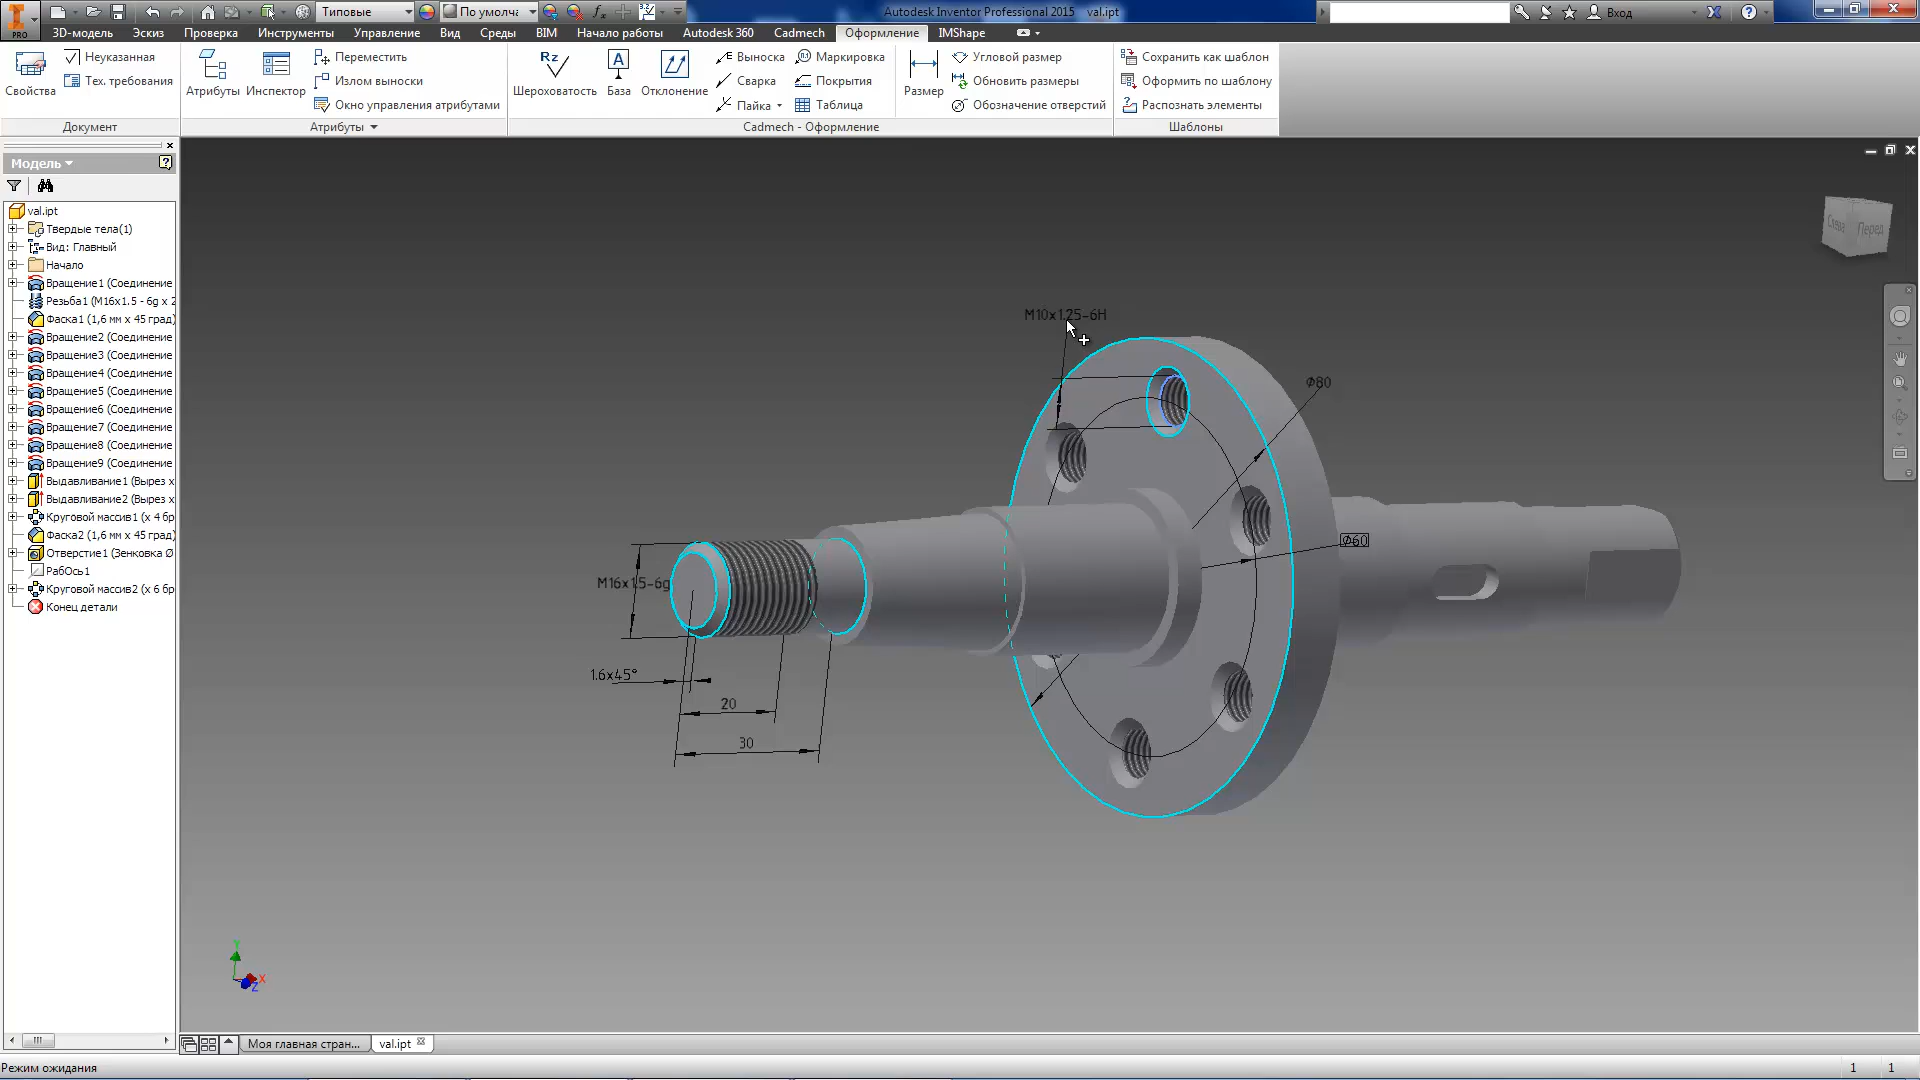 Типовые
По умолча
Autodesk Inventor Professional 2015 val.ipt
Вход
PRO
3D-модель Эскиз Проверка Инструменты Управление Вид Среды BIM Начало работы Autodesk 360 Cadmech Оформление IMShape
Свойства
Неуказанная
Тех. требования
Документ
Атрибуты
Инспектор
Переместить
Излом выноски
Окно управления атрибутами
Атрибуты
Шероховатость
База
Отклонение
Выноска
Сварка
Пайка
Маркировка
Покрытия
Таблица
Размер
Угловой размер
Обновить размеры
Обозначение отверстий
Cadmech - Оформление
Сохранить как шаблон
Оформить по шаблону
Распознать элементы
Шаблоны
Модель
val.ipt
Твердые тела(1)
Вид: Главный
Начало
Вращение1 (Соединение
Резьба1 (M16x1.5 - 6g x 2
Фаска1 (1,6 мм x 45 град)
Вращение2 (Соединение
Вращение3 (Соединение
Вращение4 (Соединение
Вращение5 (Соединение
Вращение6 (Соединение
Вращение7 (Соединение
Вращение8 (Соединение
Вращение9 (Соединение
Выдавливание1 (Вырез x
Выдавливание2 (Вырез x
Круговой массив1 (x 4 бр
Фаска2 (1,6 мм x 45 град)
Отверстие1 (Зенковка Ø
РабОсь1
Круговой массив2 (x 6 бр
Конец детали
M10x1.25-6H
Ø80
Ø60
M16x1.5-6g
1.6x45°
20
30
Слева
Перед
Y
X
Z
Моя главная стран...
val.ipt
Режим ожидания
1
1